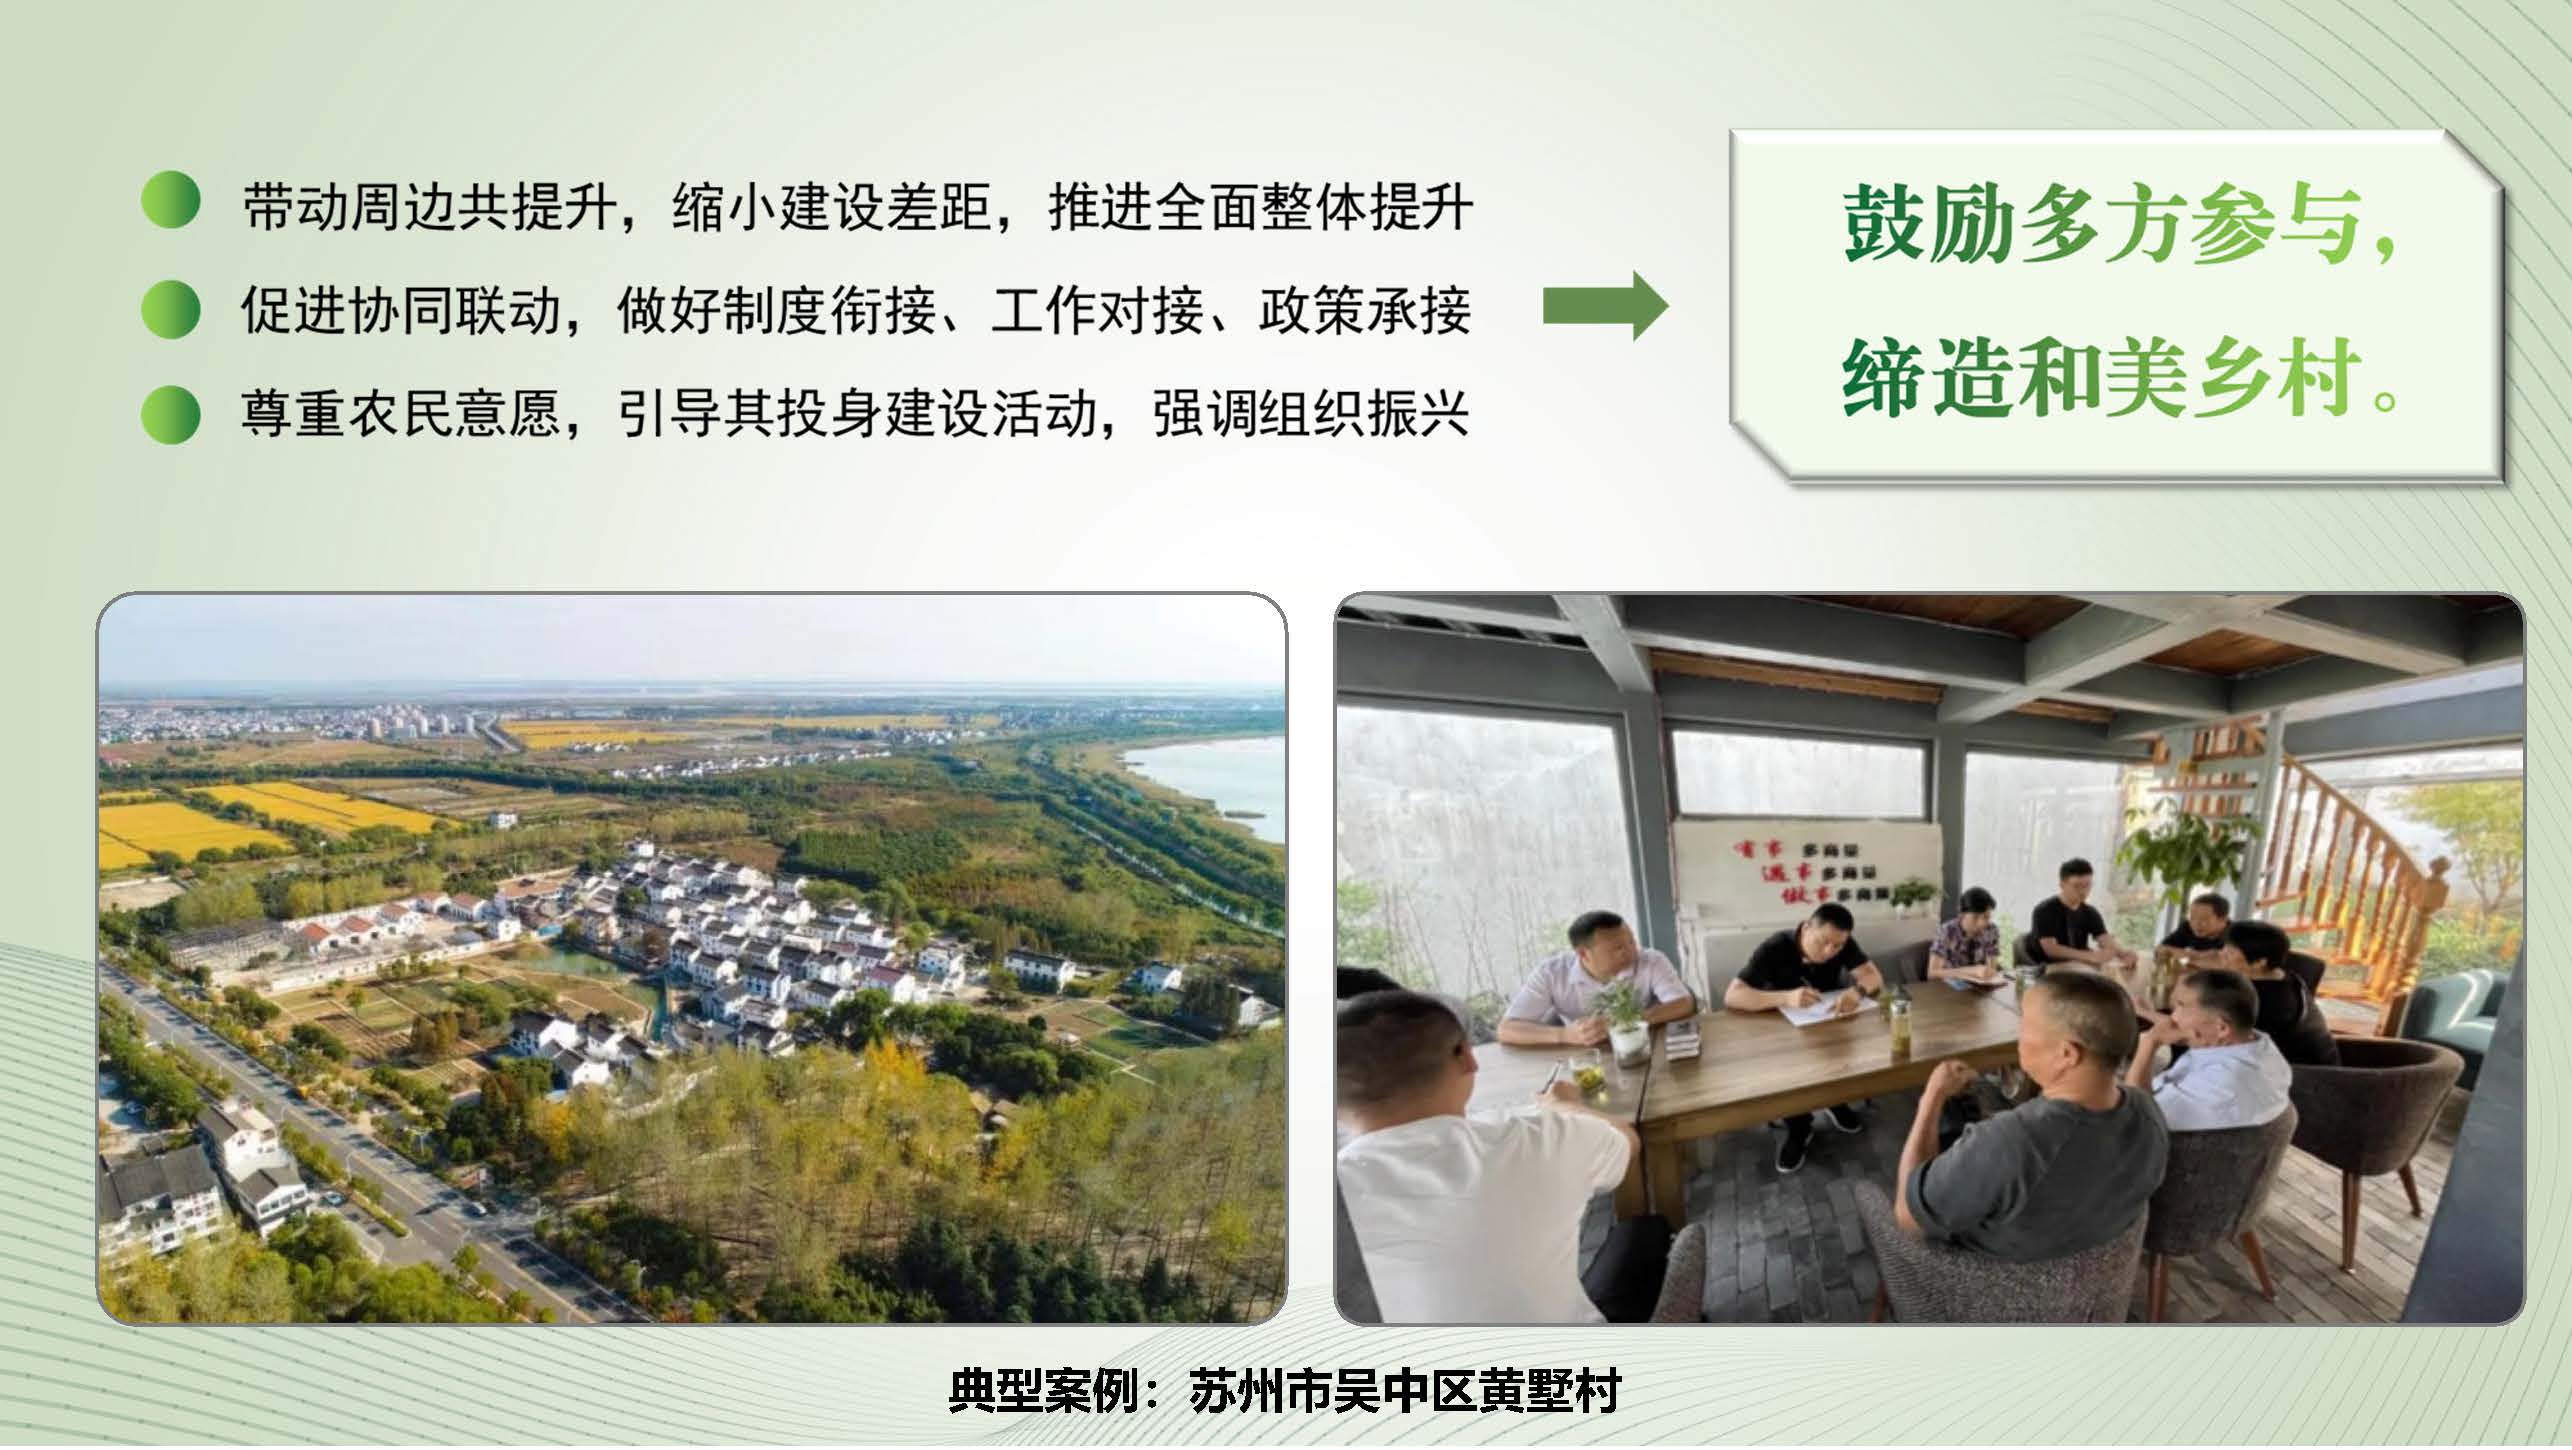 带动周边共提升，缩小建设差距，推进全面整体提升
促进协同联动，做好制度衔接、工作对接、政策承接
尊重农民意愿，引导其投身建设活动，强调组织振兴
鼓励多方参与，
缔造和美乡村。
有事 多商量
遇事多商量
做事多商量
典型案例：苏州市吴中区黄墅村